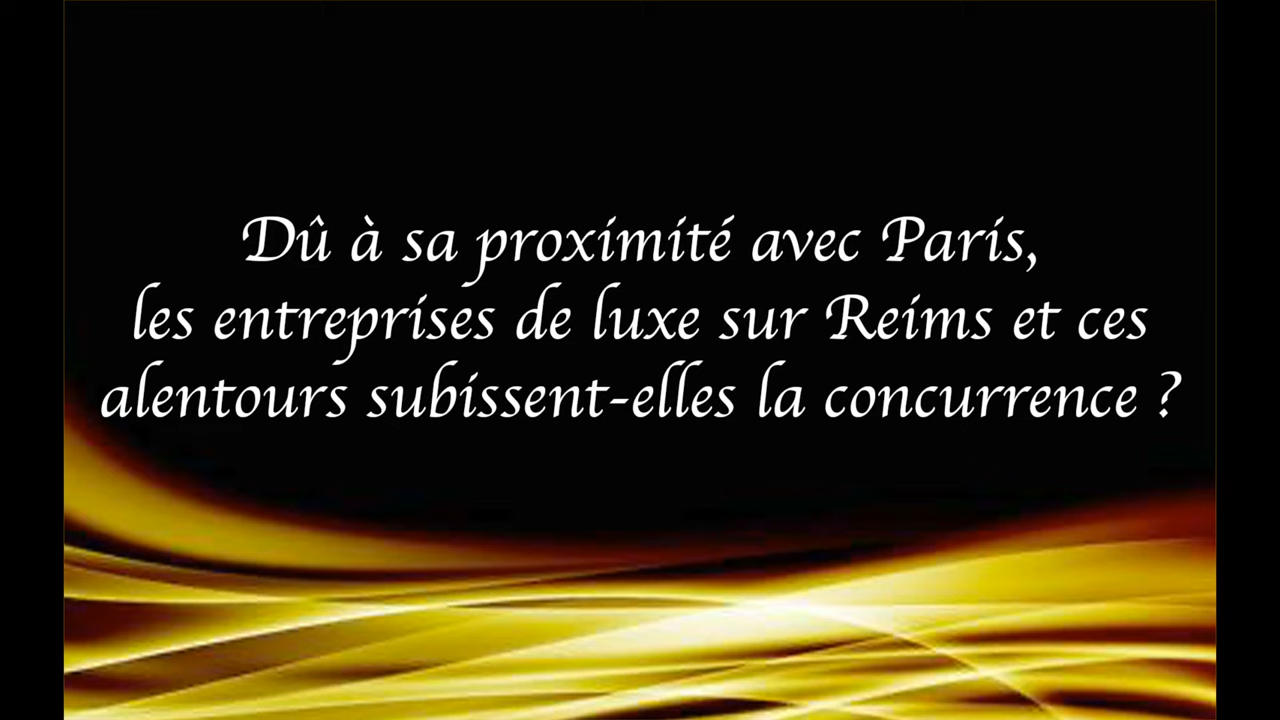 Dû à sa proximité avec Paris,
les entreprises de luxe sur Reims et ces
alentours subissent-elles la concurrence ?